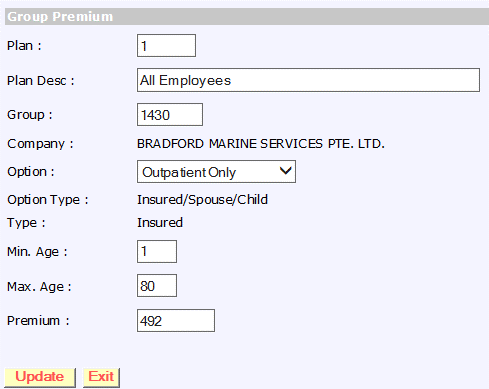 Group Premium
Plan : 1
Plan Desc : All Employees
Group : 1430
Company : BRADFORD MARINE SERVICES PTE. LTD.
Option : Outpatient Only
Option Type : Insured/Spouse/Child
Type : Insured
Min. Age : 1
Max. Age : 80
Premium : 492
Update Exit